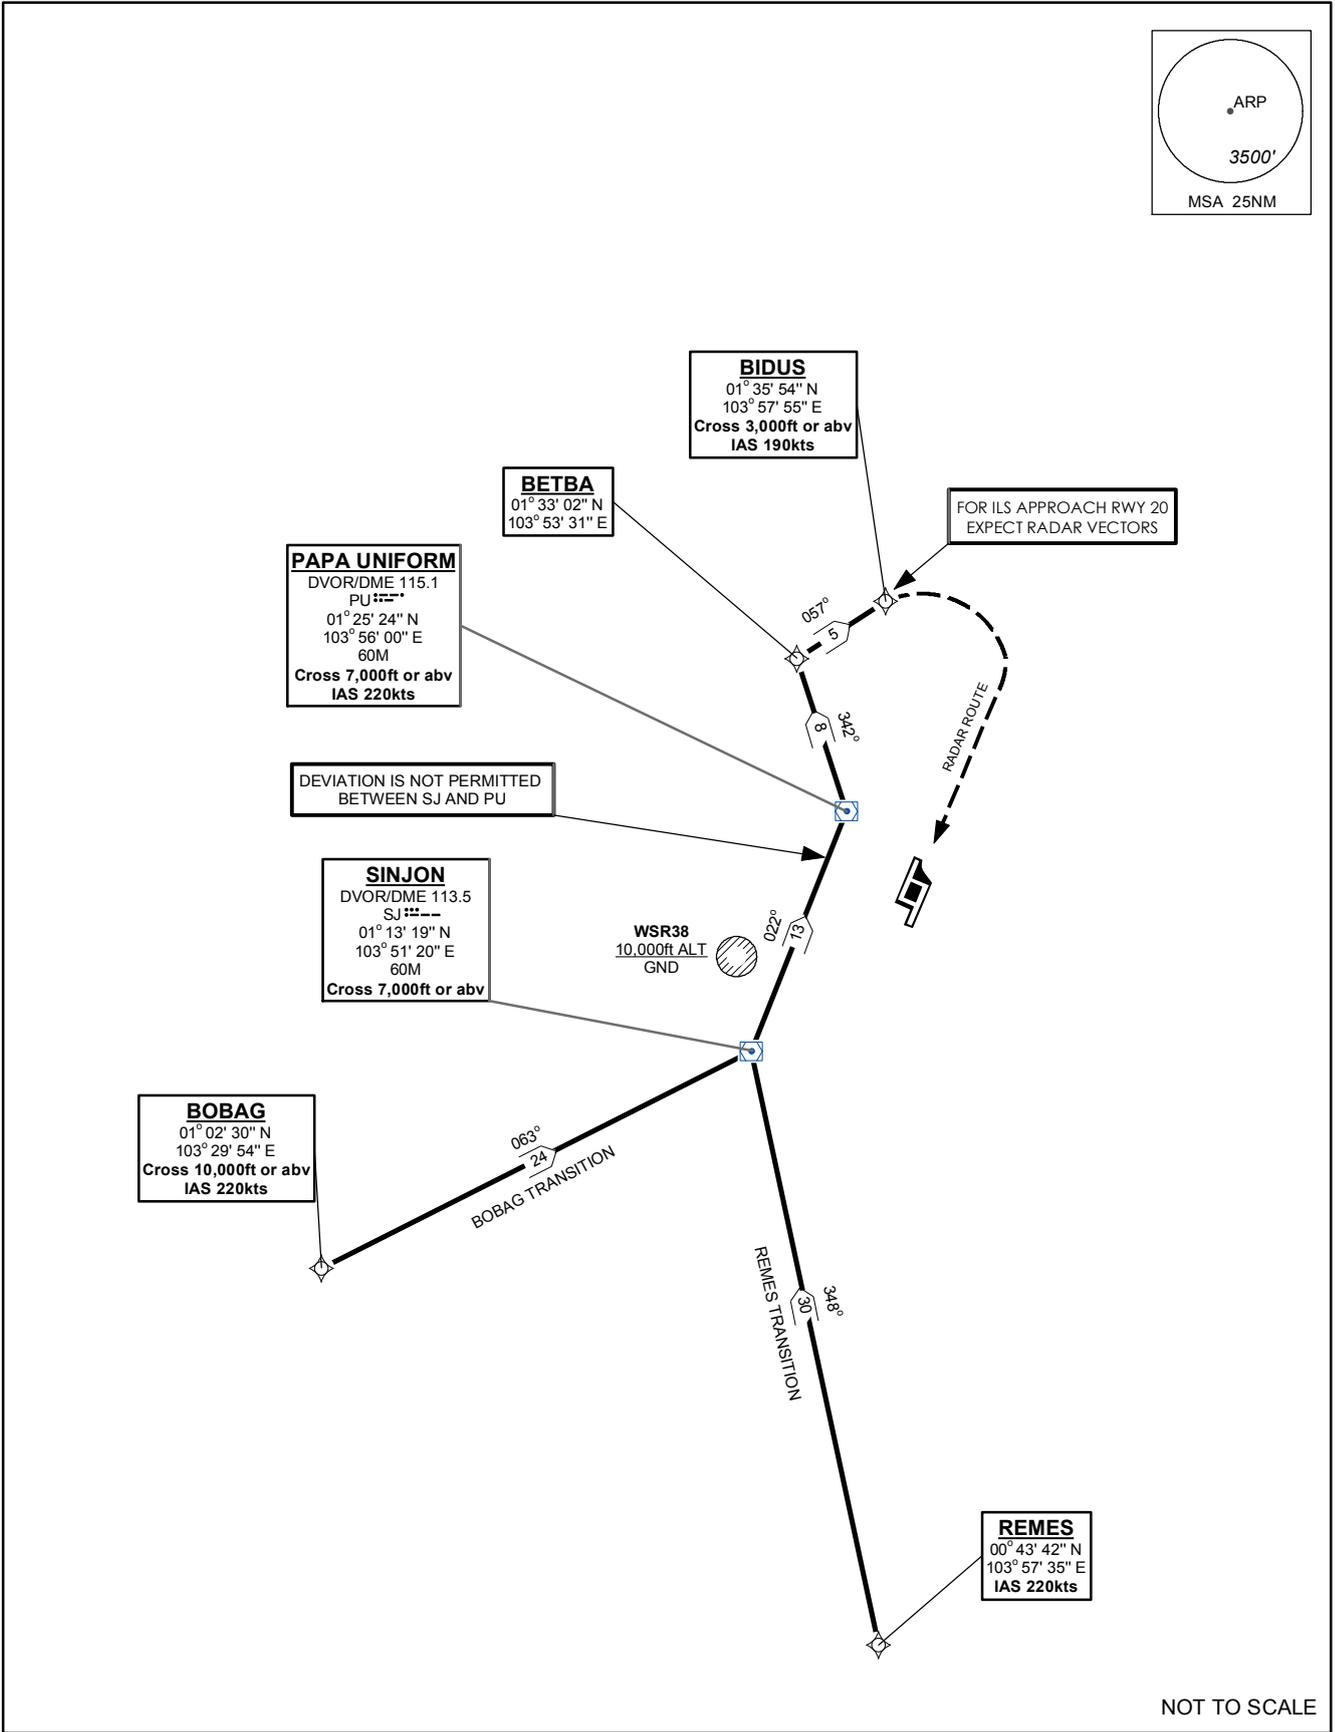 ARP
3500'
MSA 25NM
BIDUS
01° 35' 54" N
103° 57' 55" E
Cross 3,000ft or abv
IAS 190kts
BETBA
01° 33' 02" N
103° 53' 31" E
FOR ILS APPROACH RWY 20
EXPECT RADAR VECTORS
PAPA UNIFORM
DVOR/DME 115.1
PU
01° 25' 24" N
103° 56' 00" E
60M
Cross 7,000ft or abv
IAS 220kts
057°
5
342°
8
RADAR ROUTE
DEVIATION IS NOT PERMITTED
BETWEEN SJ AND PU
SINJON
DVOR/DME 113.5
SJ
01° 13' 19" N
103° 51' 20" E
60M
Cross 7,000ft or abv
WSR38
10,000ft ALT
GND
022°
13
BOBAG
01° 02' 30" N
103° 29' 54" E
Cross 10,000ft or abv
IAS 220kts
063°
24
BOBAG TRANSITION
REMES TRANSITION
30
348°
REMES
00° 43' 42" N
103° 57' 35" E
IAS 220kts
NOT TO SCALE